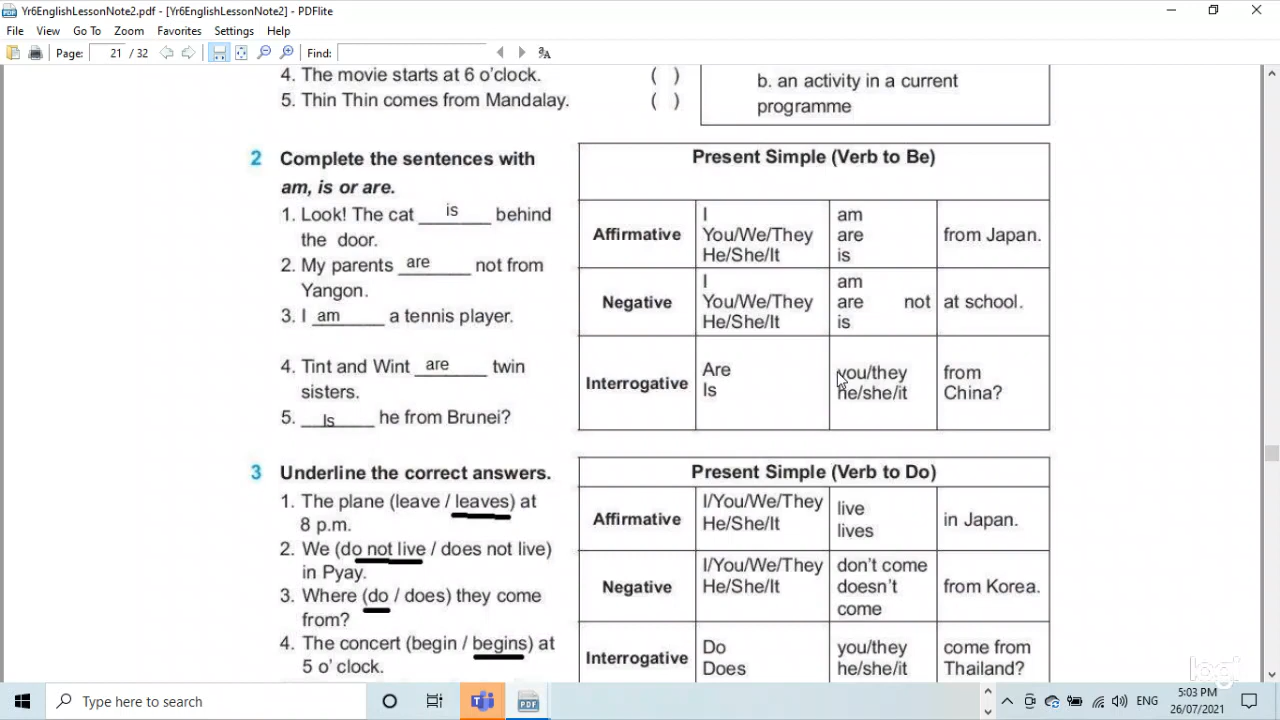 Yr6EnglishLessonNote2.pdf - [Yr6EnglishLessonNote2] - PDFlite
File View Go To Zoom Favorites Settings Help
Page: 21 / 32 Find:
4. The movie starts at 6 o'clock. ( )
5. Thin Thin comes from Mandalay. ( )
b. an activity in a current
programme
2 Complete the sentences with
am, is or are.
1. Look! The cat is behind
the door.
2. My parents are not from
Yangon.
3. I am a tennis player.
4. Tint and Wint are twin
sisters.
5. Is he from Brunei?
Present Simple (Verb to Be)
Affirmative
I
You/We/They
He/She/It
am
are
is
from Japan.
Negative
I
You/We/They
He/She/It
am
are not
is
at school.
Interrogative
Are
Is
you/they
he/she/it
from
China?
3 Underline the correct answers.
1. The plane (leave / leaves) at
8 p.m.
2. We (do not live / does not live)
in Pyay.
3. Where (do / does) they come
from?
4. The concert (begin / begins) at
5 o' clock.
Present Simple (Verb to Do)
Affirmative
I/You/We/They
He/She/It
live
lives
in Japan.
Negative
I/You/We/They
He/She/It
don't come
doesn't
come
from Korea.
Interrogative
Do
Does
you/they
he/she/it
come from
Thailand?
Type here to search
ENG
5:03 PM
26/07/2021